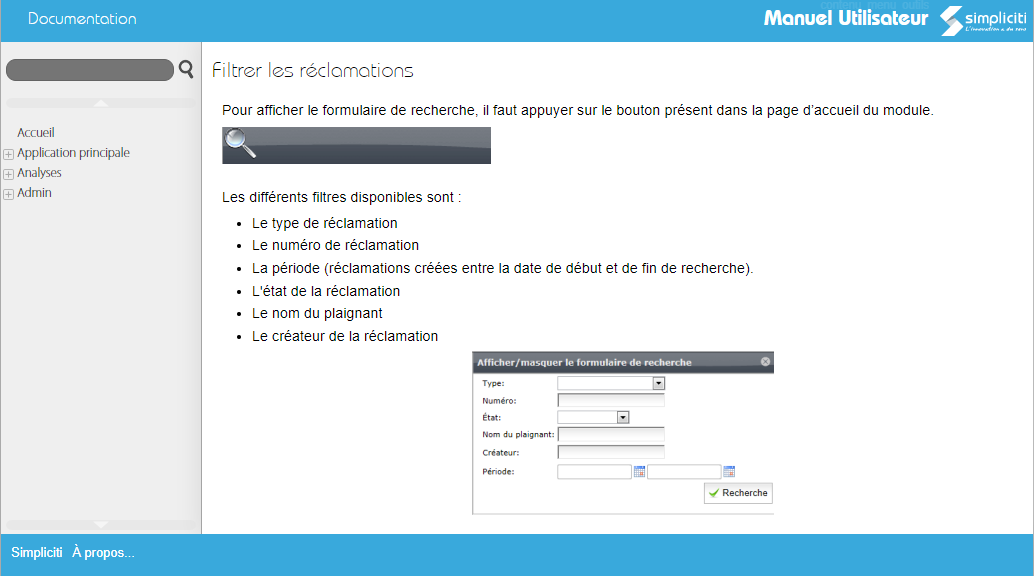 Documentation
contenu menu outils
Manuel Utilisateur
simpliciti
L'innovation a du sens
Filtrer les réclamations
Pour afficher le formulaire de recherche, il faut appuyer sur le bouton présent dans la page d'accueil du module.
Accueil
Application principale
Analyses
Admin
Les différents filtres disponibles sont :
Le type de réclamation
Le numéro de réclamation
La période (réclamations créées entre la date de début et de fin de recherche).
L'état de la réclamation
Le nom du plaignant
Le créateur de la réclamation
Afficher/masquer le formulaire de recherche
Type:
Numéro:
État:
Nom du plaignant:
Créateur:
Période:
Recherche
Simpliciti À propos...